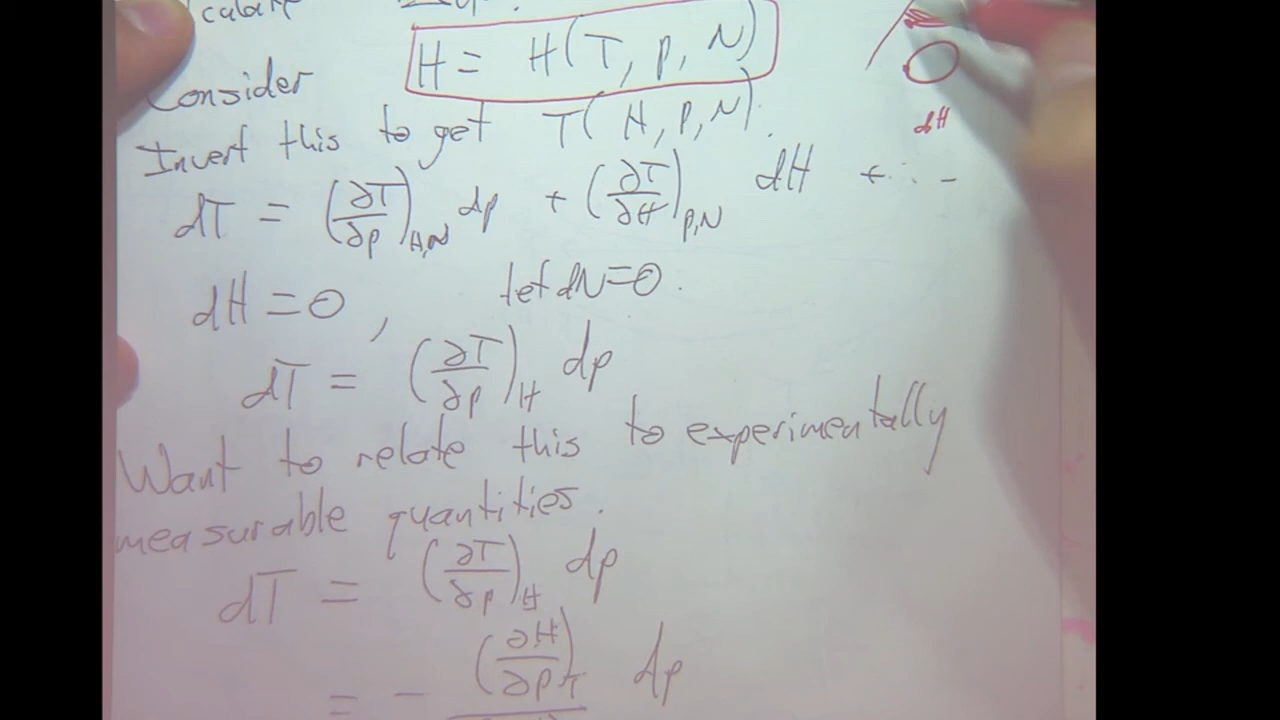 Consider H = H(T, P, N)
Invert this to get T(H, P, N).
dT = (∂T/∂p)_{H,N} dp + (∂T/∂H)_{P,N} dH + ...
dH = 0, let dN = 0.
dT = (∂T/∂p)_H dp
Want to relate this to experimentally
measurable quantities.
dT = (∂T/∂p)_H dp
= - (∂H/∂p)_T dp
dH